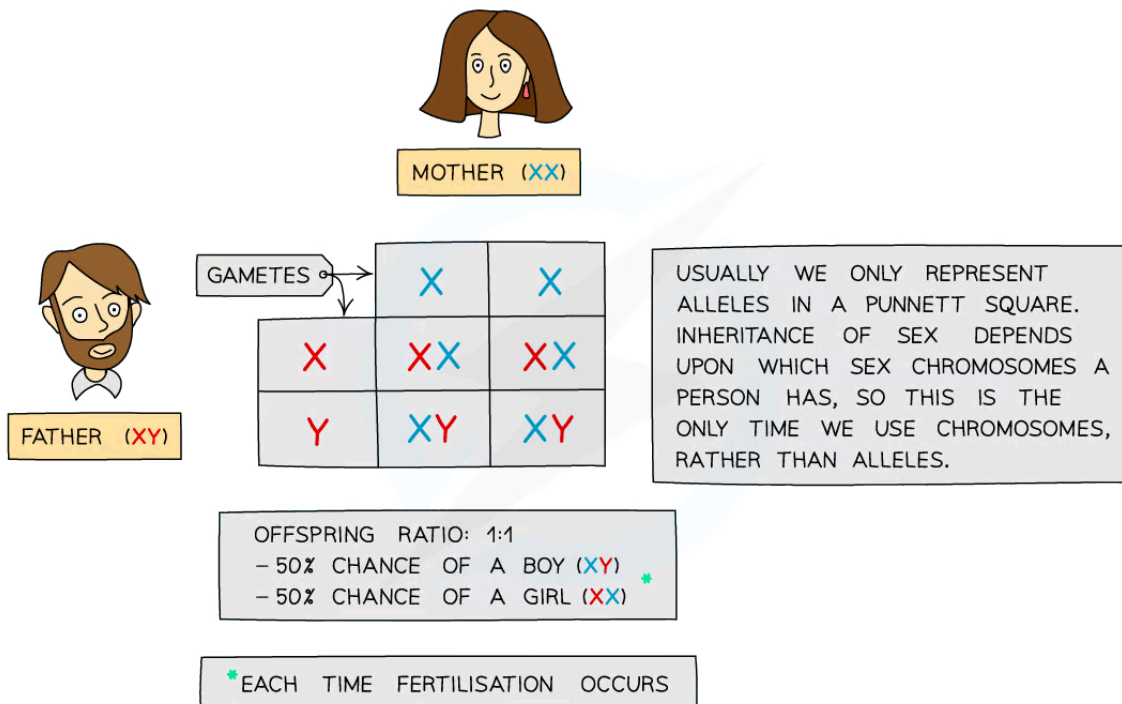 MOTHER (XX)
GAMETES
X X
X XX XX
Y XY XY
FATHER (XY)
USUALLY WE ONLY REPRESENT
ALLELES IN A PUNNETT SQUARE.
INHERITANCE OF SEX DEPENDS
UPON WHICH SEX CHROMOSOMES A
PERSON HAS, SO THIS IS THE
ONLY TIME WE USE CHROMOSOMES,
RATHER THAN ALLELES.
OFFSPRING RATIO: 1:1
– 50% CHANCE OF A BOY (XY)
– 50% CHANCE OF A GIRL (XX) *
*EACH TIME FERTILISATION OCCURS